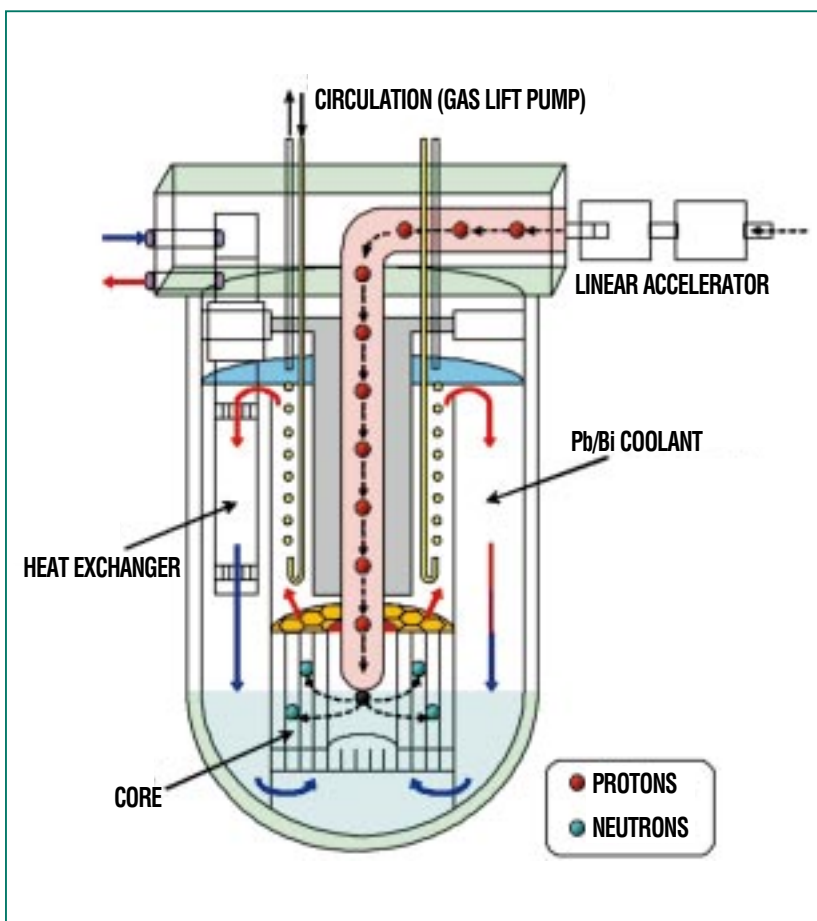 CIRCULATION (GAS LIFT PUMP)
LINEAR ACCELERATOR
Pb/Bi COOLANT
HEAT EXCHANGER
CORE
PROTONS
NEUTRONS